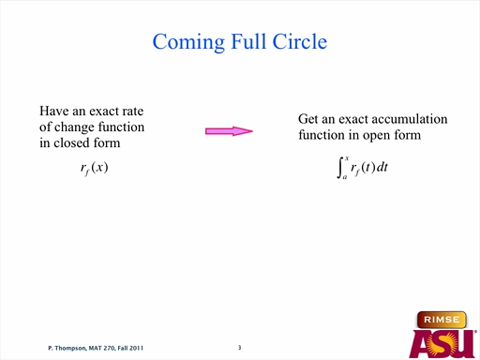 Coming Full Circle
Have an exact rate
of change function
in closed form
r_f(x)
Get an exact accumulation
function in open form
∫_a^x r_f(t)dt
P. Thompson, MAT 270, Fall 2011
3
RIMSE
ASU